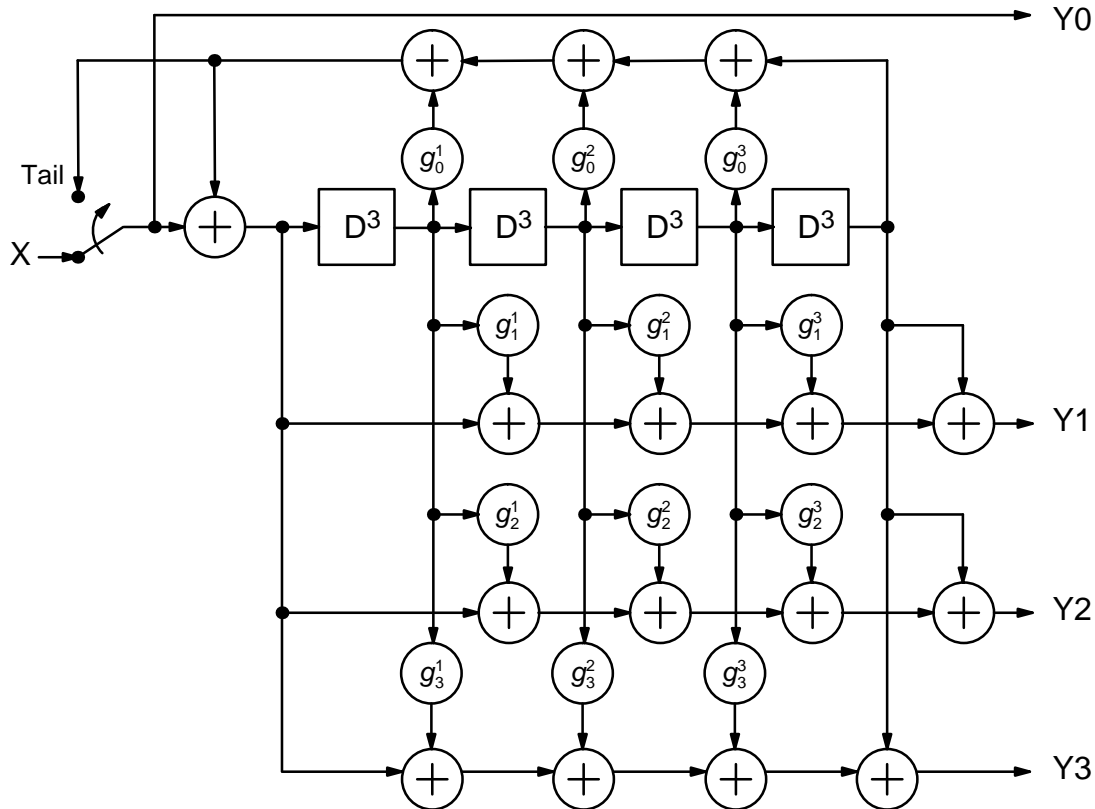 Y0
g₀¹ g₀² g₀³
Tail
X
D³ D³ D³ D³
g₁¹ g₁² g₁³
Y1
g₂¹ g₂² g₂³
Y2
g₃¹ g₃² g₃³
Y3